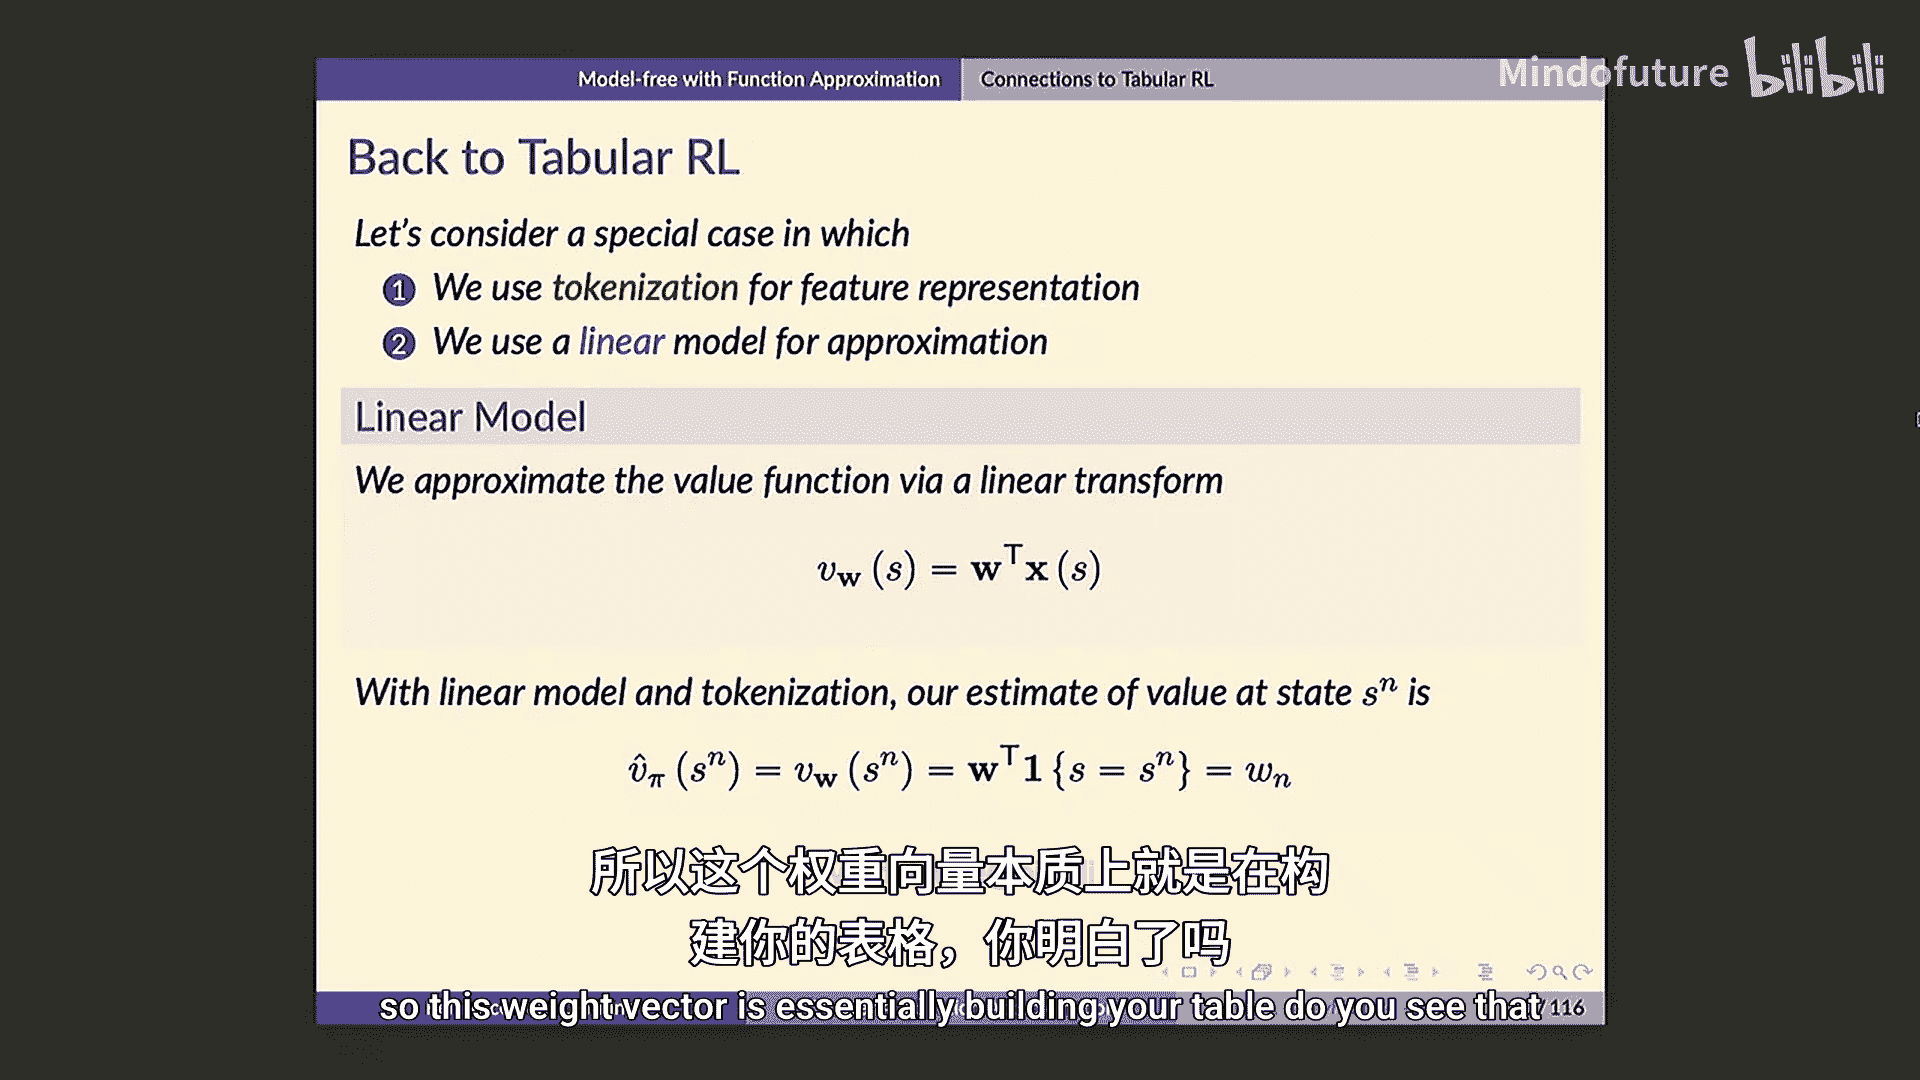 Model-free with Function Approximation
Connections to Tabular RL
Mindofuture bilibili
Back to Tabular RL
Let's consider a special case in which
1 We use tokenization for feature representation
2 We use a linear model for approximation
Linear Model
We approximate the value function via a linear transform
v_𝐰 (s) = 𝐰^⊤ 𝐱 (s)
With linear model and tokenization, our estimate of value at state sⁿ is
v̂_π (sⁿ) = v_𝐰 (sⁿ) = 𝐰^⊤ 𝟏 {s = sⁿ} = w_n
所以这个权重向量本质上就是在构
建你的表格，你明白了吗
so this weight vector is essentially building your table do you see that
116